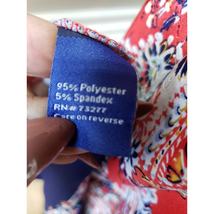 95% Polyester
5% Spandex
RN# 73277
Care on reverse